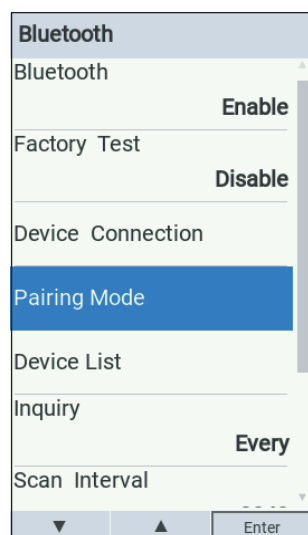 Bluetooth
Bluetooth
Enable
Factory Test
Disable
Device Connection
Pairing Mode
Device List
Inquiry
Every
Scan Interval
Enter